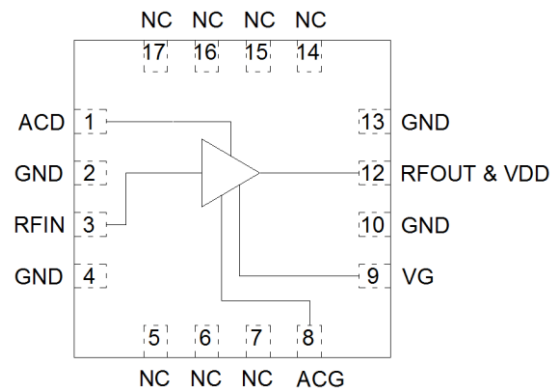 NC NC NC NC
17 16 15 14
ACD 1 13 GND
GND 2 12 RFOUT & VDD
RFIN 3 10 GND
GND 4 9 VG
5 6 7 8
NC NC NC ACG